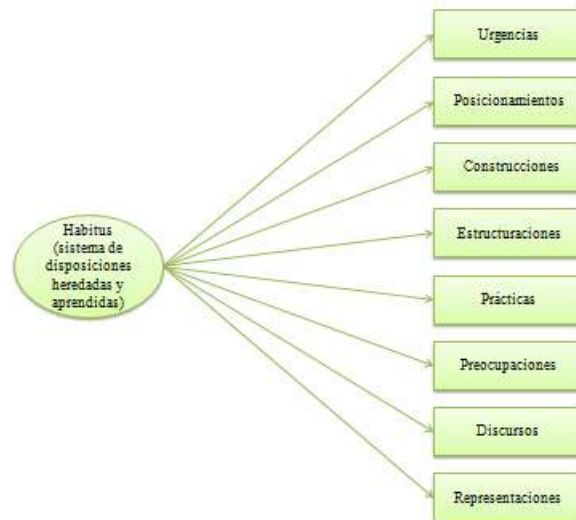 Urgencias
Posicionamientos
Construcciones
Habitus
(sistema de
disposiciones
heredadas y
aprendidas)
Estructuraciones
Prácticas
Preocupaciones
Discursos
Representaciones